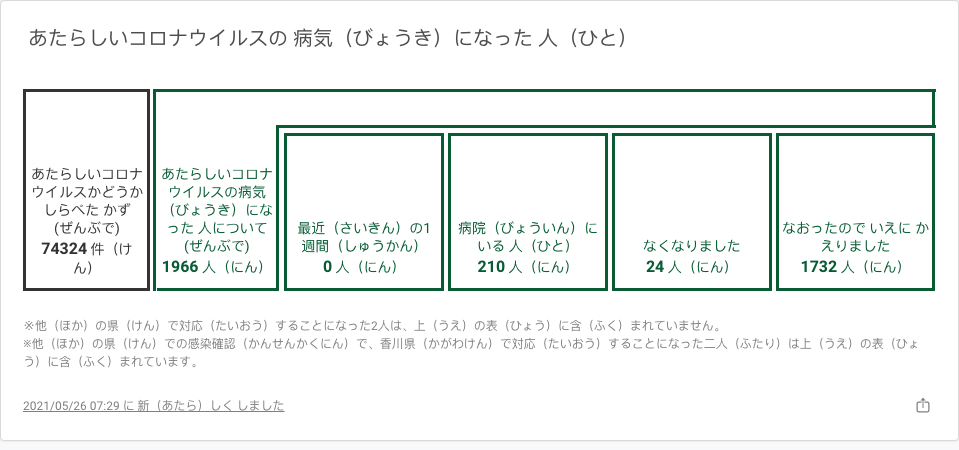 あたらしいコロナウイルスの 病気（びょうき）になった 人（ひと）
あたらしいコロナ
ウイルスかどうか
しらべた かず
(ぜんぶで)
74324 件（け
ん）
あたらしいコロナ
ウイルスの病気
（びょうき）にな
った 人について
(ぜんぶで)
1966 人（にん）
最近（さいきん）の1
週間（しゅうかん）
0 人（にん）
病院（びょういん）に
いる 人（ひと）
210 人（にん）
なくなりました
24 人（にん）
なおったので いえに か
えりました
1732 人（にん）
※他（ほか）の県（けん）で対応（たいおう）することになった2人は、上（うえ）の表（ひょう）に含（ふく）まれていません。
※他（ほか）の県（けん）での感染確認（かんせんかくにん）で、香川県（かがわけん）で対応（たいおう）することになった二人（ふたり）は上（うえ）の表（ひょ
う）に含（ふく）まれています。
2021/05/26 07:29 に 新（あたら）しく しました